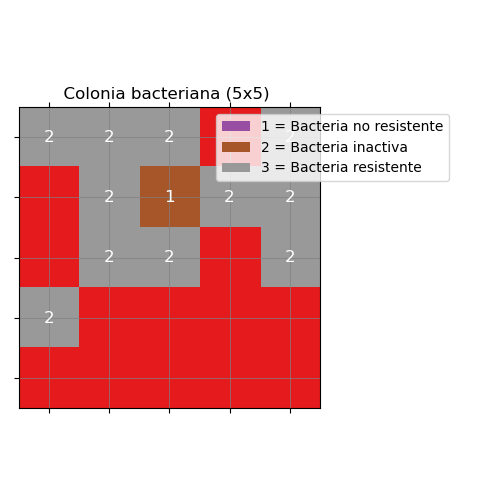 Colonia bacteriana (5x5)
1 = Bacteria no resistente
2 = Bacteria inactiva
3 = Bacteria resistente
2 2 2
2 1 2 2
2 2 2
2